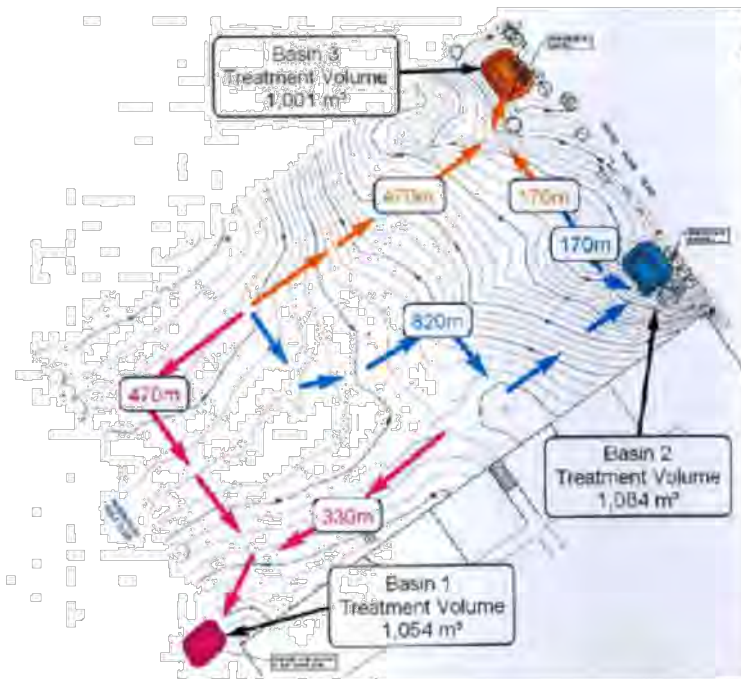 Basin 3
Treatment Volume
1,001 m³
470m
170m
170m
820m
470m
Basin 2
Treatment Volume
1,084 m³
330m
Basin 1
Treatment Volume
1,054 m³